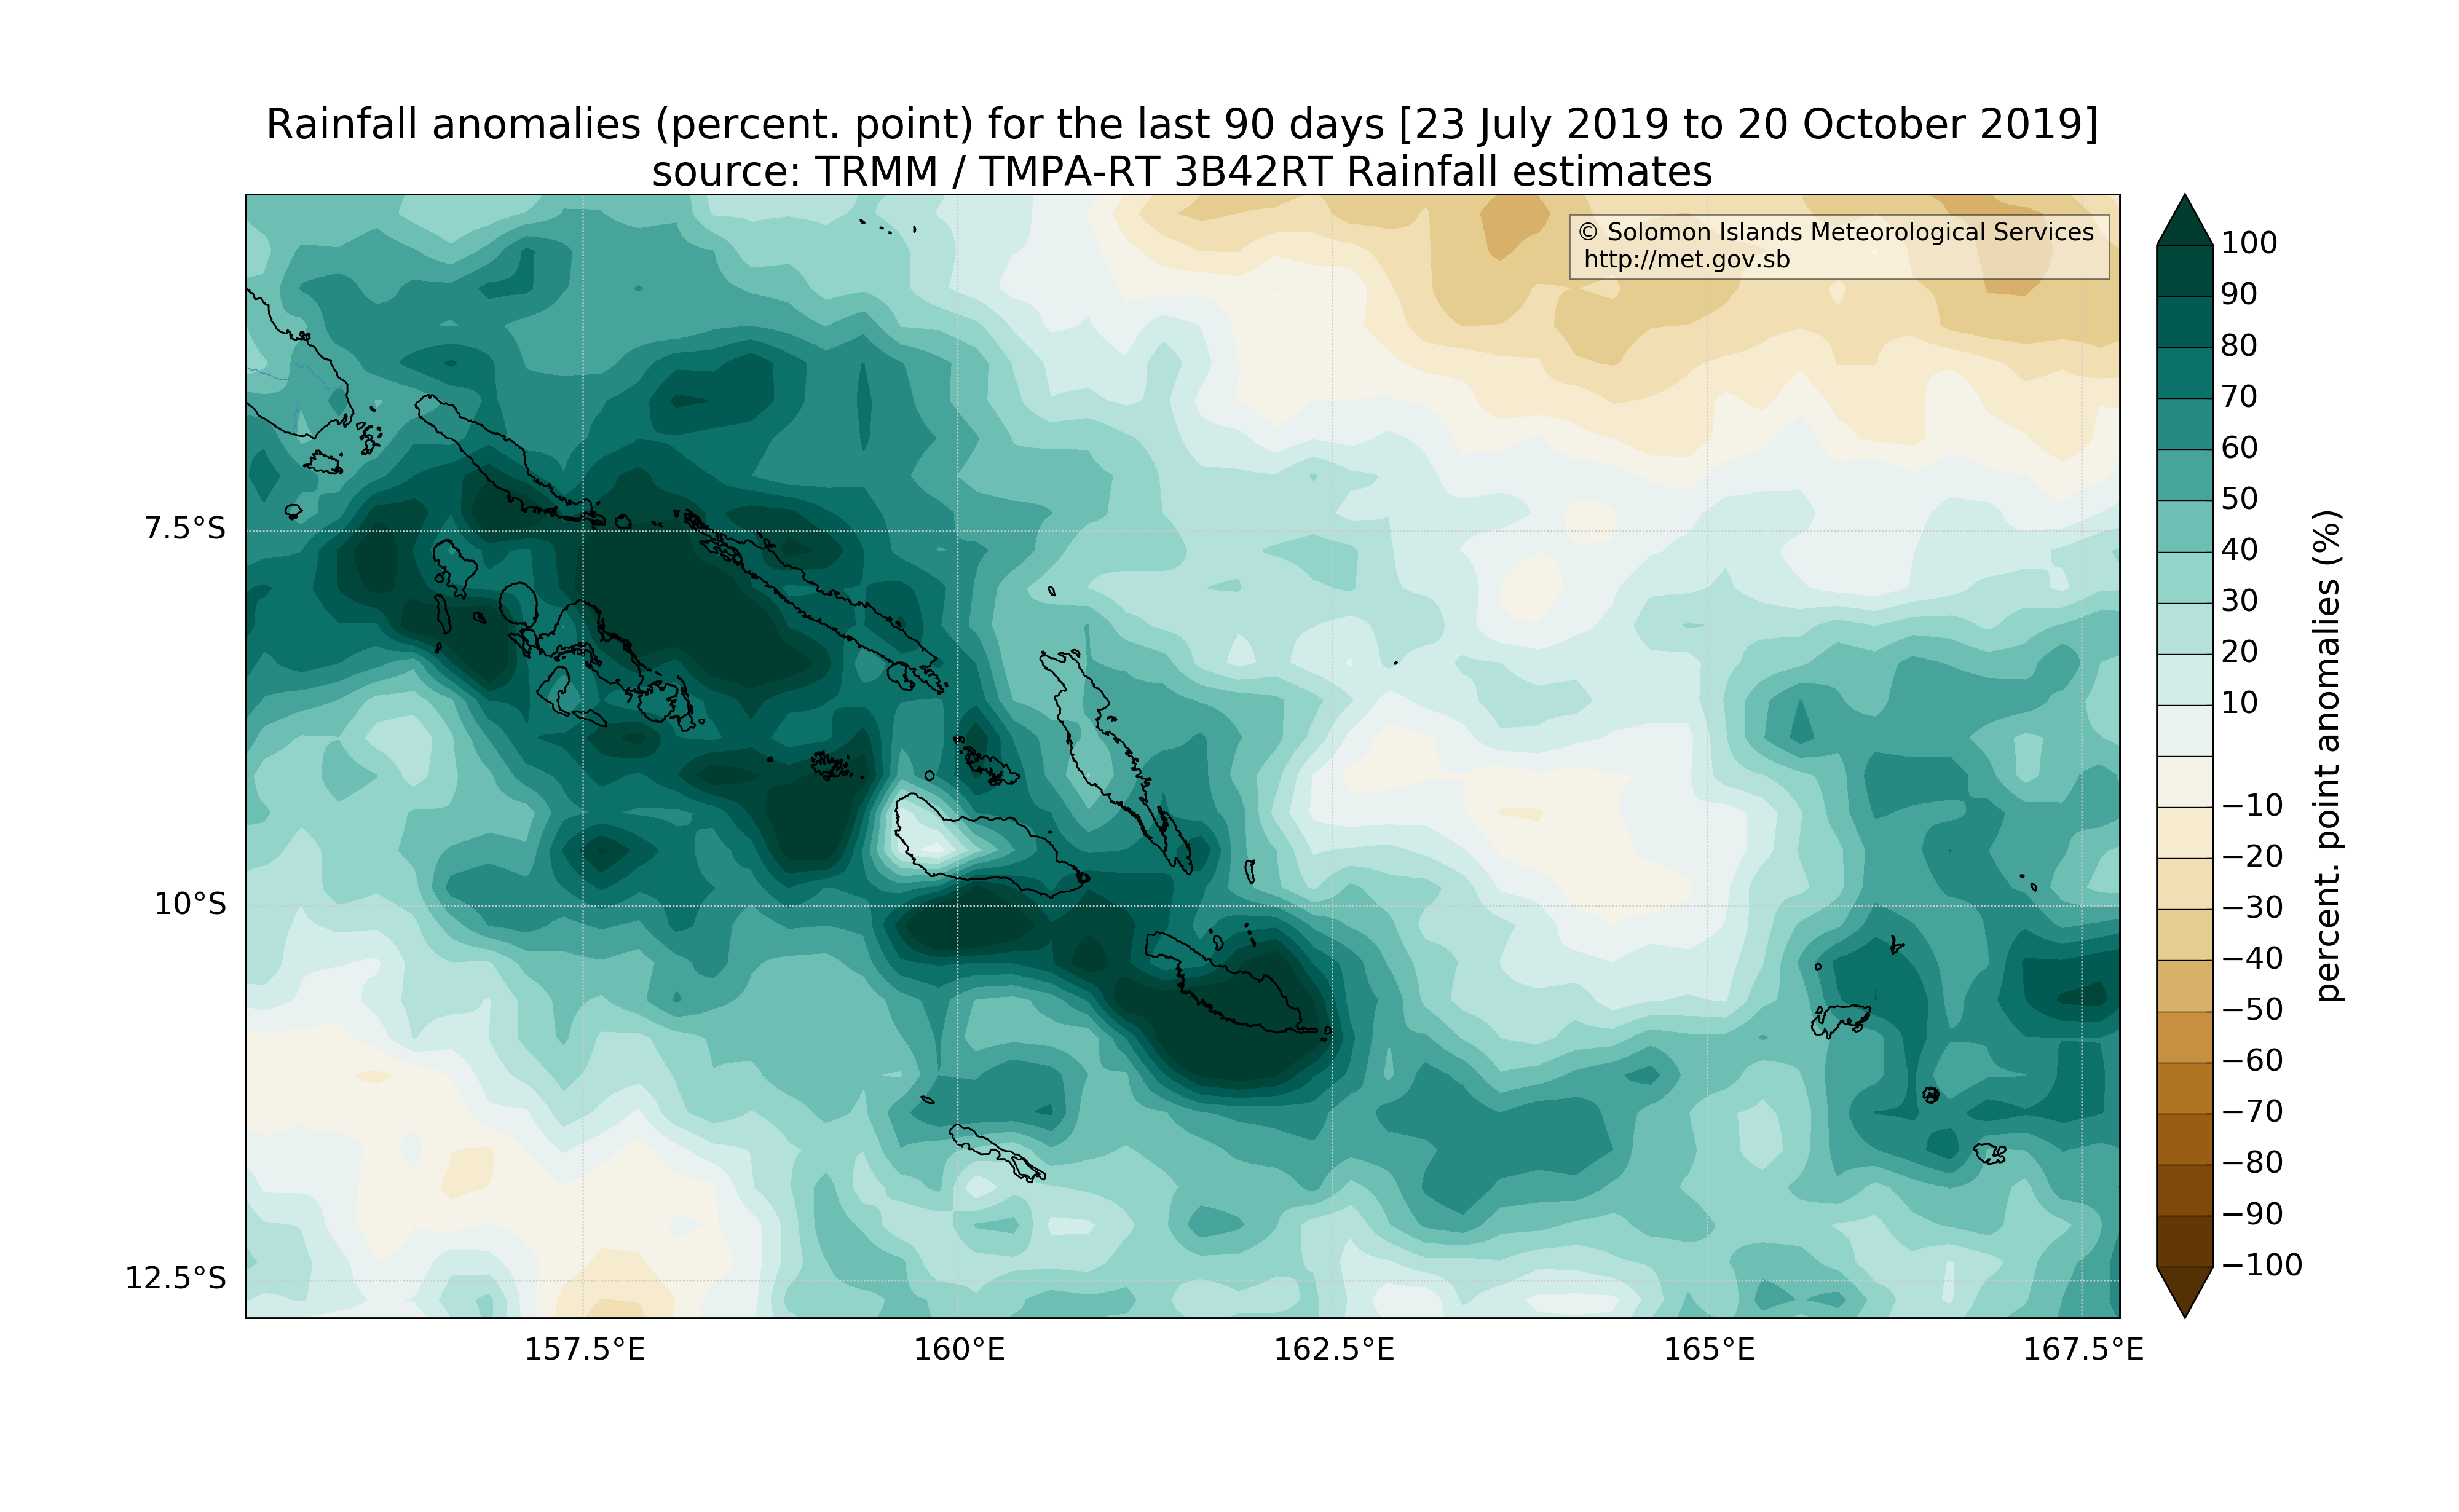 Rainfall anomalies (percent. point) for the last 90 days [23 July 2019 to 20 October 2019]
source: TRMM / TMPA-RT 3B42RT Rainfall estimates
© Solomon Islands Meteorological Services
http://met.gov.sb
7.5°S
10°S
12.5°S
157.5°E
160°E
162.5°E
165°E
167.5°E
100
90
80
70
60
50
40
30
20
10
−10
−20
−30
−40
−50
−60
−70
−80
−90
−100
percent. point anomalies (%)